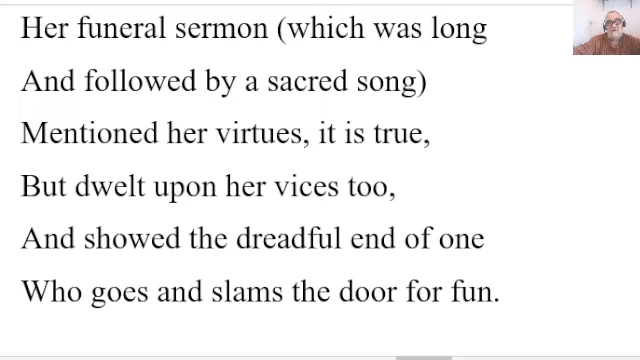 Her funeral sermon (which was long
And followed by a sacred song)
Mentioned her virtues, it is true,
But dwelt upon her vices too,
And showed the dreadful end of one
Who goes and slams the door for fun.